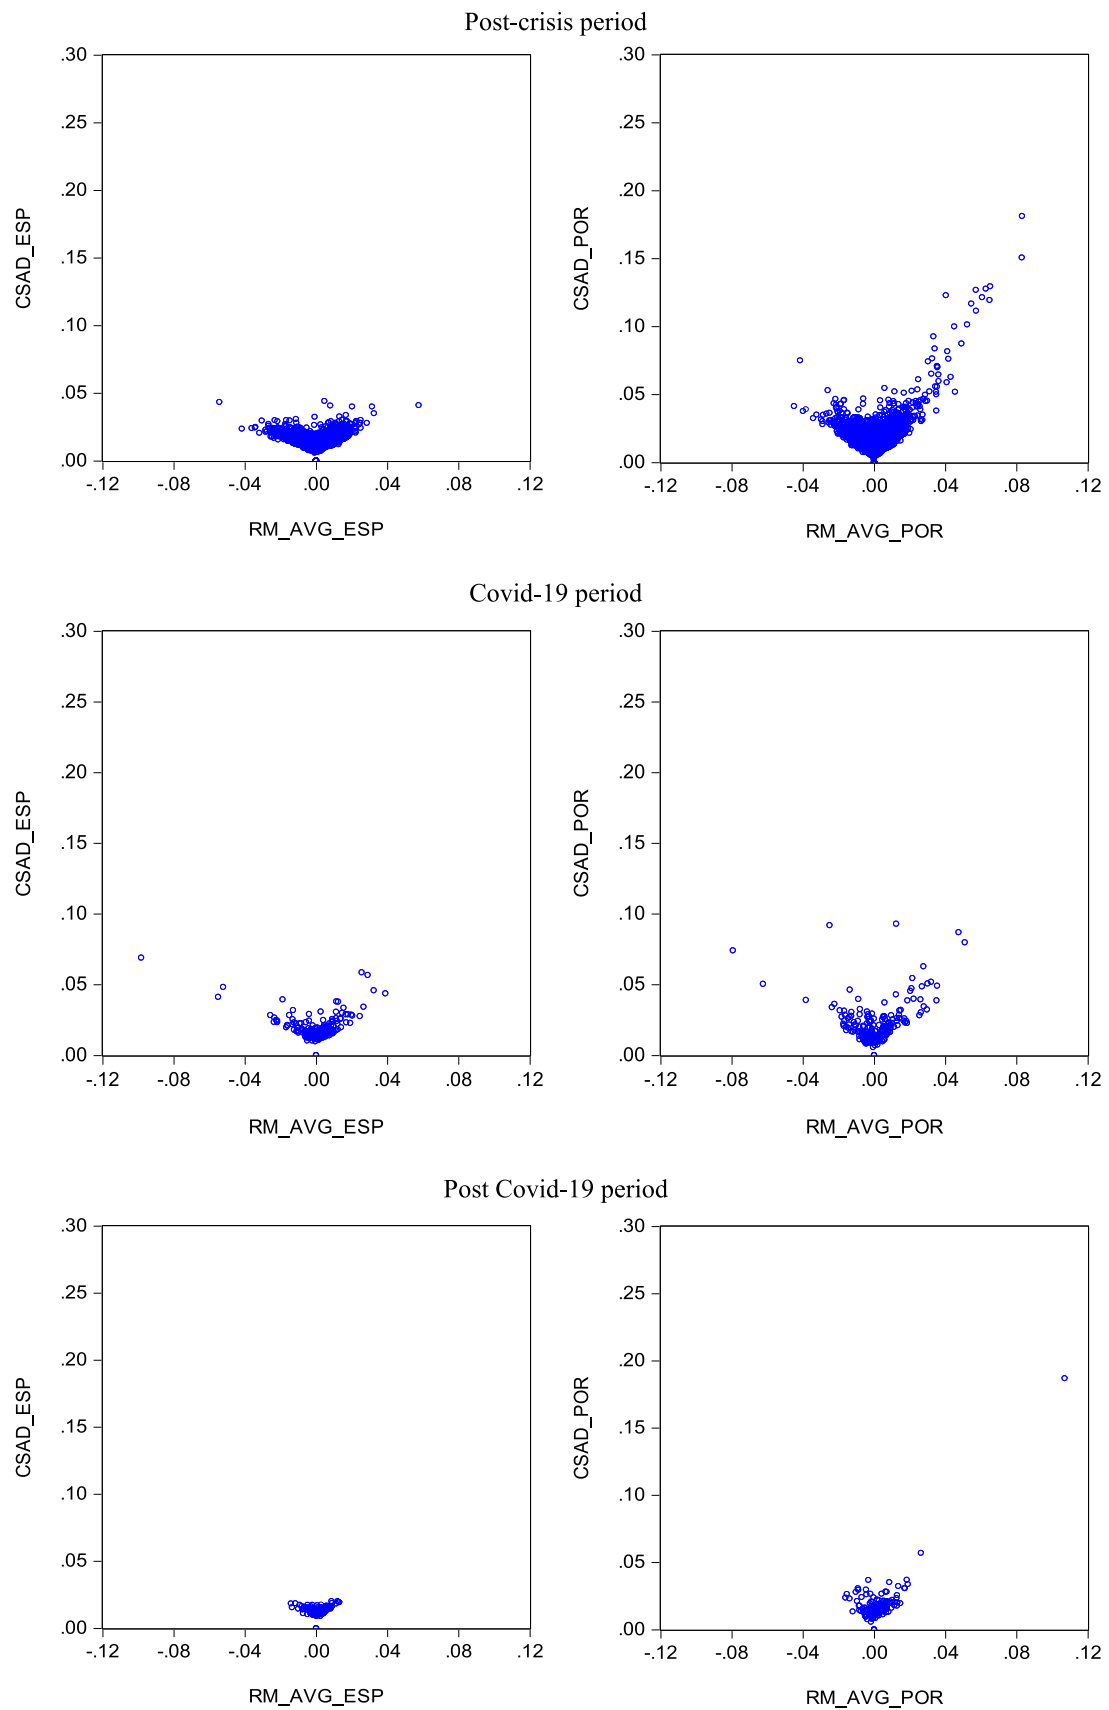 Post-crisis period
.30
.25
.20
.15
.10
.05
.00
CSAD_ESP
-.12 -.08 -.04 .00 .04 .08 .12
RM_AVG_ESP
.30
.25
.20
.15
.10
.05
.00
CSAD_POR
-.12 -.08 -.04 .00 .04 .08 .12
RM_AVG_POR
Covid-19 period
.30
.25
.20
.15
.10
.05
.00
CSAD_ESP
-.12 -.08 -.04 .00 .04 .08 .12
RM_AVG_ESP
.30
.25
.20
.15
.10
.05
.00
CSAD_POR
-.12 -.08 -.04 .00 .04 .08 .12
RM_AVG_POR
Post Covid-19 period
.30
.25
.20
.15
.10
.05
.00
CSAD_ESP
-.12 -.08 -.04 .00 .04 .08 .12
RM_AVG_ESP
.30
.25
.20
.15
.10
.05
.00
CSAD_POR
-.12 -.08 -.04 .00 .04 .08 .12
RM_AVG_POR